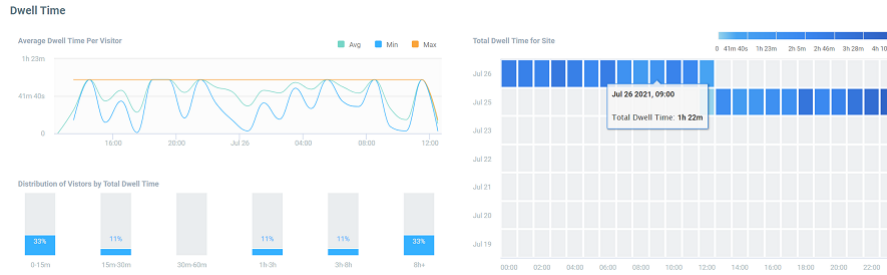 Dwell Time
Average Dwell Time Per Visitor
Avg Min Max
1h 23m
41m 40s
0
16:00 20:00 Jul 26 04:00 08:00 12:00
Distribution of Vistors by Total Dwell Time
33% 11% 11% 11% 33%
0-15m 15m-30m 30m-60m 1h-3h 3h-8h 8h+
Total Dwell Time for Site
0 41m 40s 1h 23m 2h 5m 2h 46m 3h 28m 4h 10
Jul 26
Jul 25
Jul 23
Jul 22
Jul 21
Jul 20
Jul 19
Jul 26 2021, 09:00
Total Dwell Time: 1h 22m
00:00 02:00 04:00 06:00 08:00 10:00 12:00 14:00 16:00 18:00 20:00 22:00